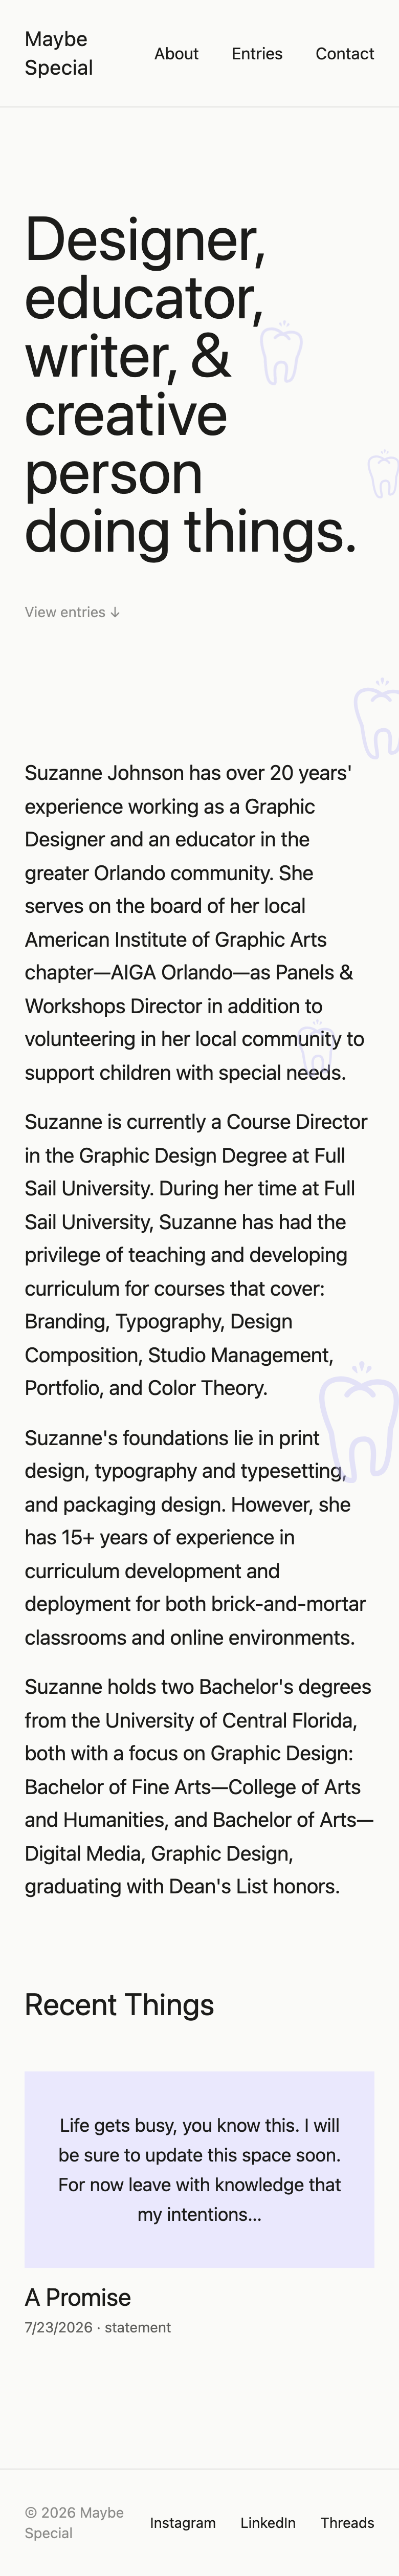 Maybe
Special
About Entries Contact
Designer,
educator,
writer, &
creative
person
doing things.
View entries ↓
Suzanne Johnson has over 20 years'
experience working as a Graphic
Designer and an educator in the
greater Orlando community. She
serves on the board of her local
American Institute of Graphic Arts
chapter—AIGA Orlando—as Panels &
Workshops Director in addition to
volunteering in her local community to
support children with special needs.
Suzanne is currently a Course Director
in the Graphic Design Degree at Full
Sail University. During her time at Full
Sail University, Suzanne has had the
privilege of teaching and developing
curriculum for courses that cover:
Branding, Typography, Design
Composition, Studio Management,
Portfolio, and Color Theory.
Suzanne's foundations lie in print
design, typography and typesetting,
and packaging design. However, she
has 15+ years of experience in
curriculum development and
deployment for both brick-and-mortar
classrooms and online environments.
Suzanne holds two Bachelor's degrees
from the University of Central Florida,
both with a focus on Graphic Design:
Bachelor of Fine Arts—College of Arts
and Humanities, and Bachelor of Arts—
Digital Media, Graphic Design,
graduating with Dean's List honors.
Recent Things
Life gets busy, you know this. I will
be sure to update this space soon.
For now leave with knowledge that
my intentions...
A Promise
7/23/2026 · statement
© 2026 Maybe
Special
Instagram LinkedIn Threads